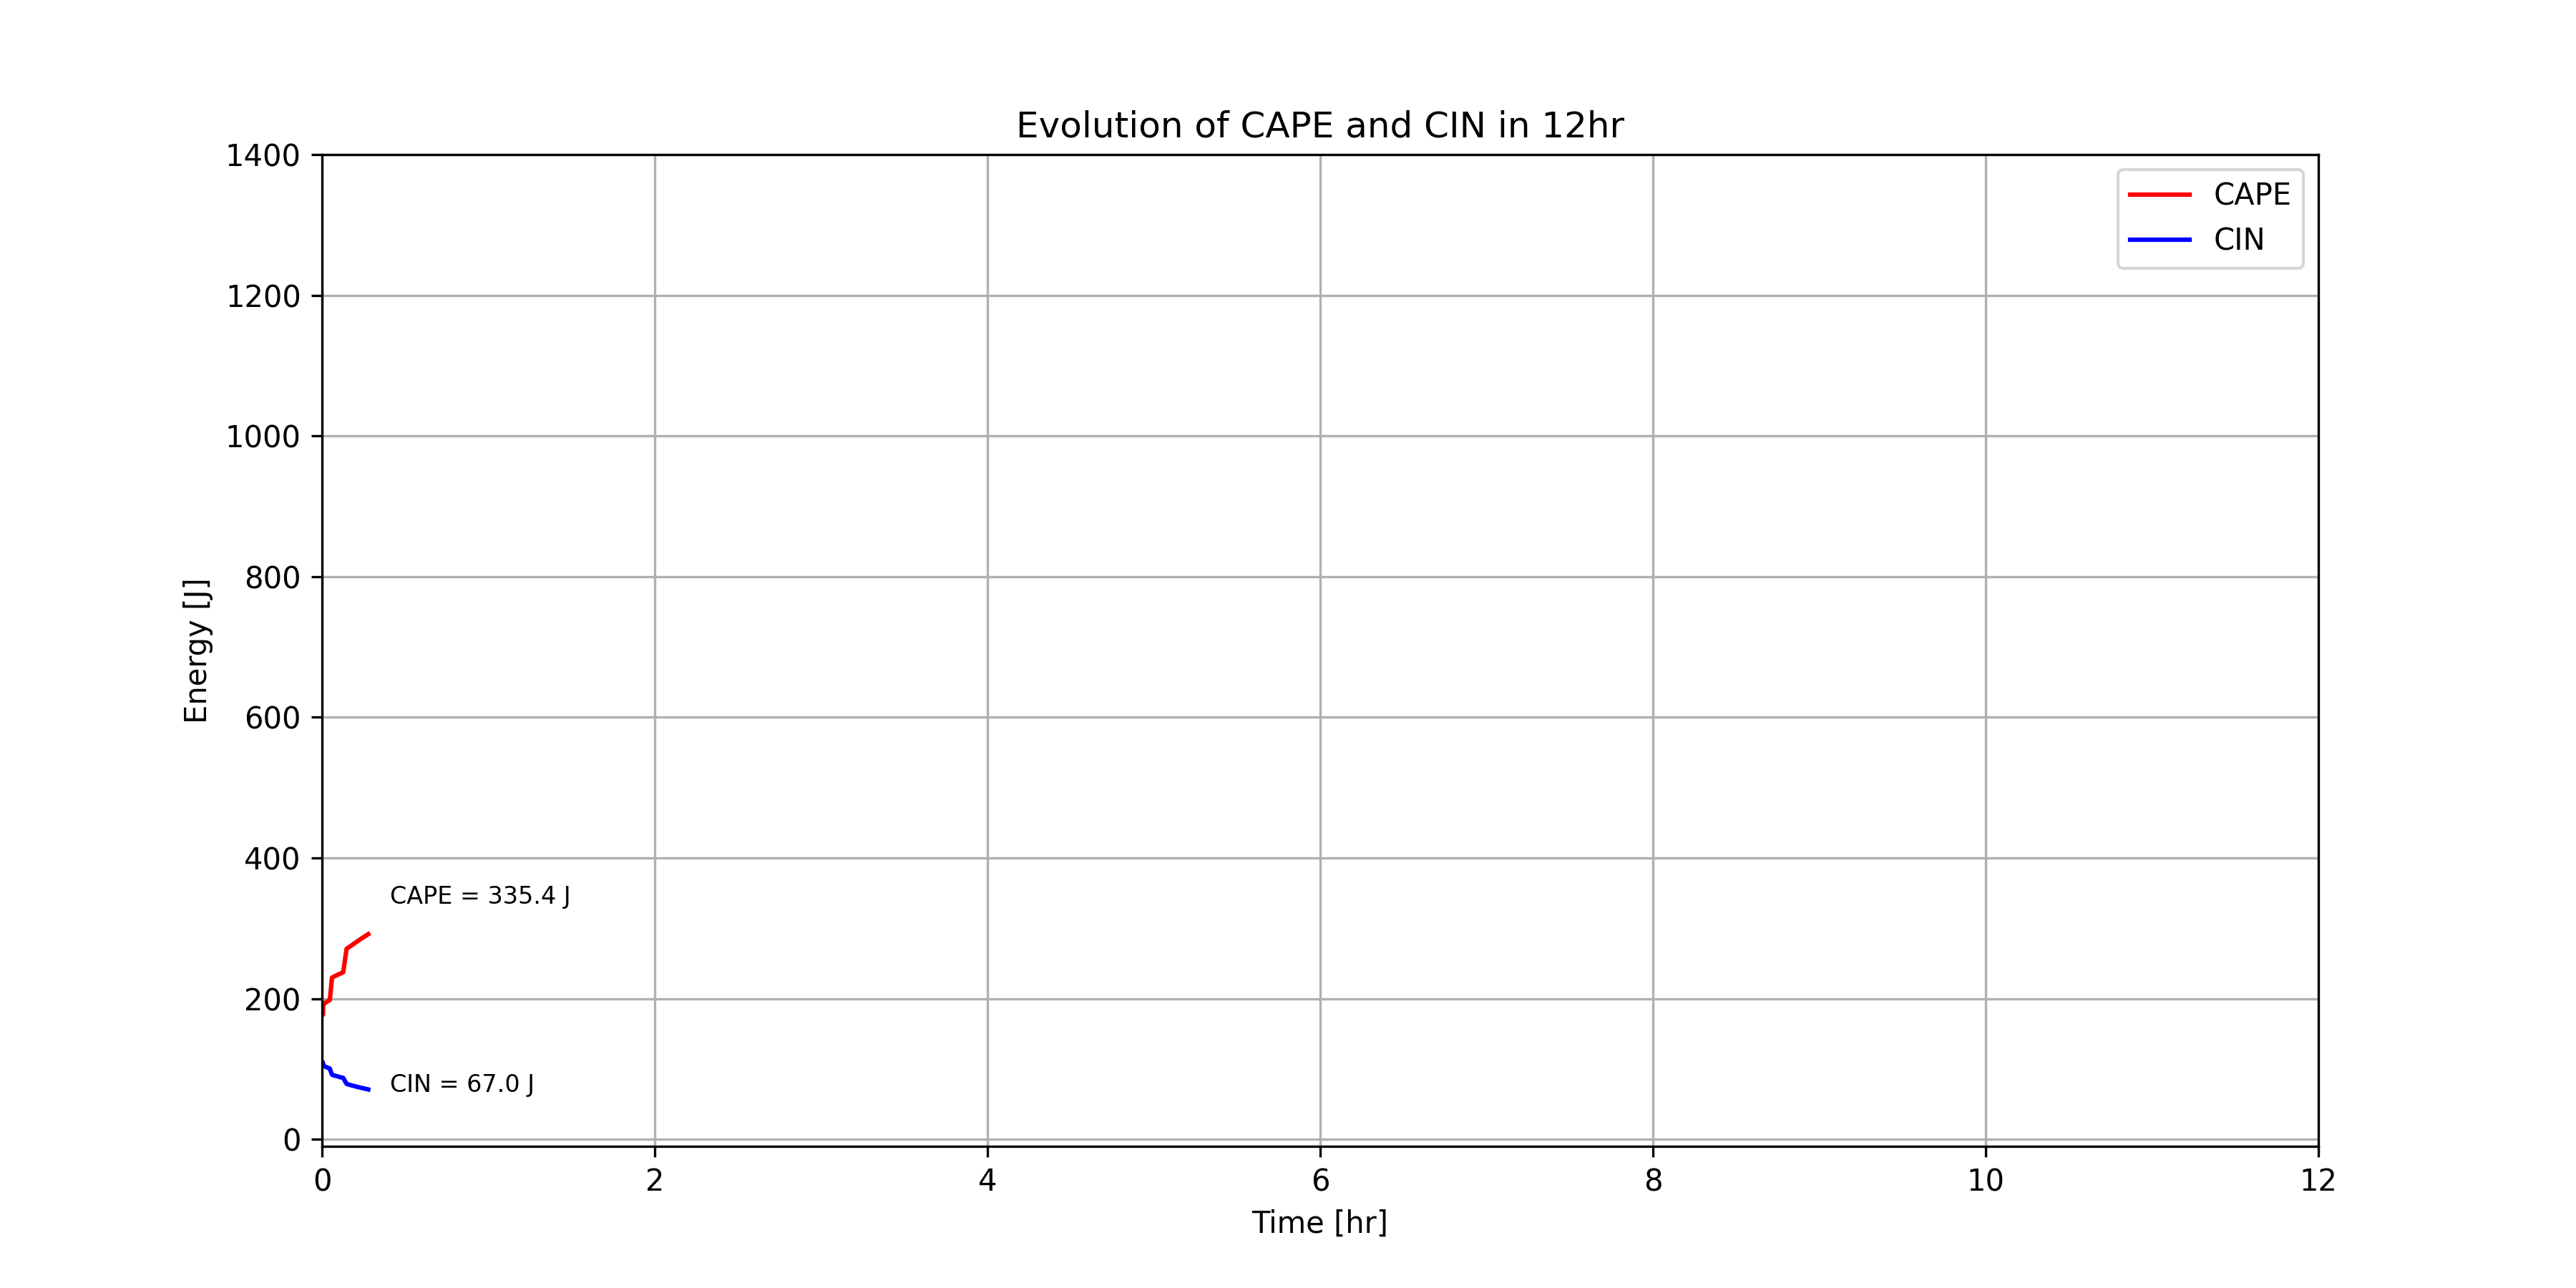 Evolution of CAPE and CIN in 12hr
1400
1200
1000
800
600
400
200
0
Energy [J]
CAPE
CIN
CAPE = 335.4 J
CIN = 67.0 J
0
2
4
6
8
10
12
Time [hr]